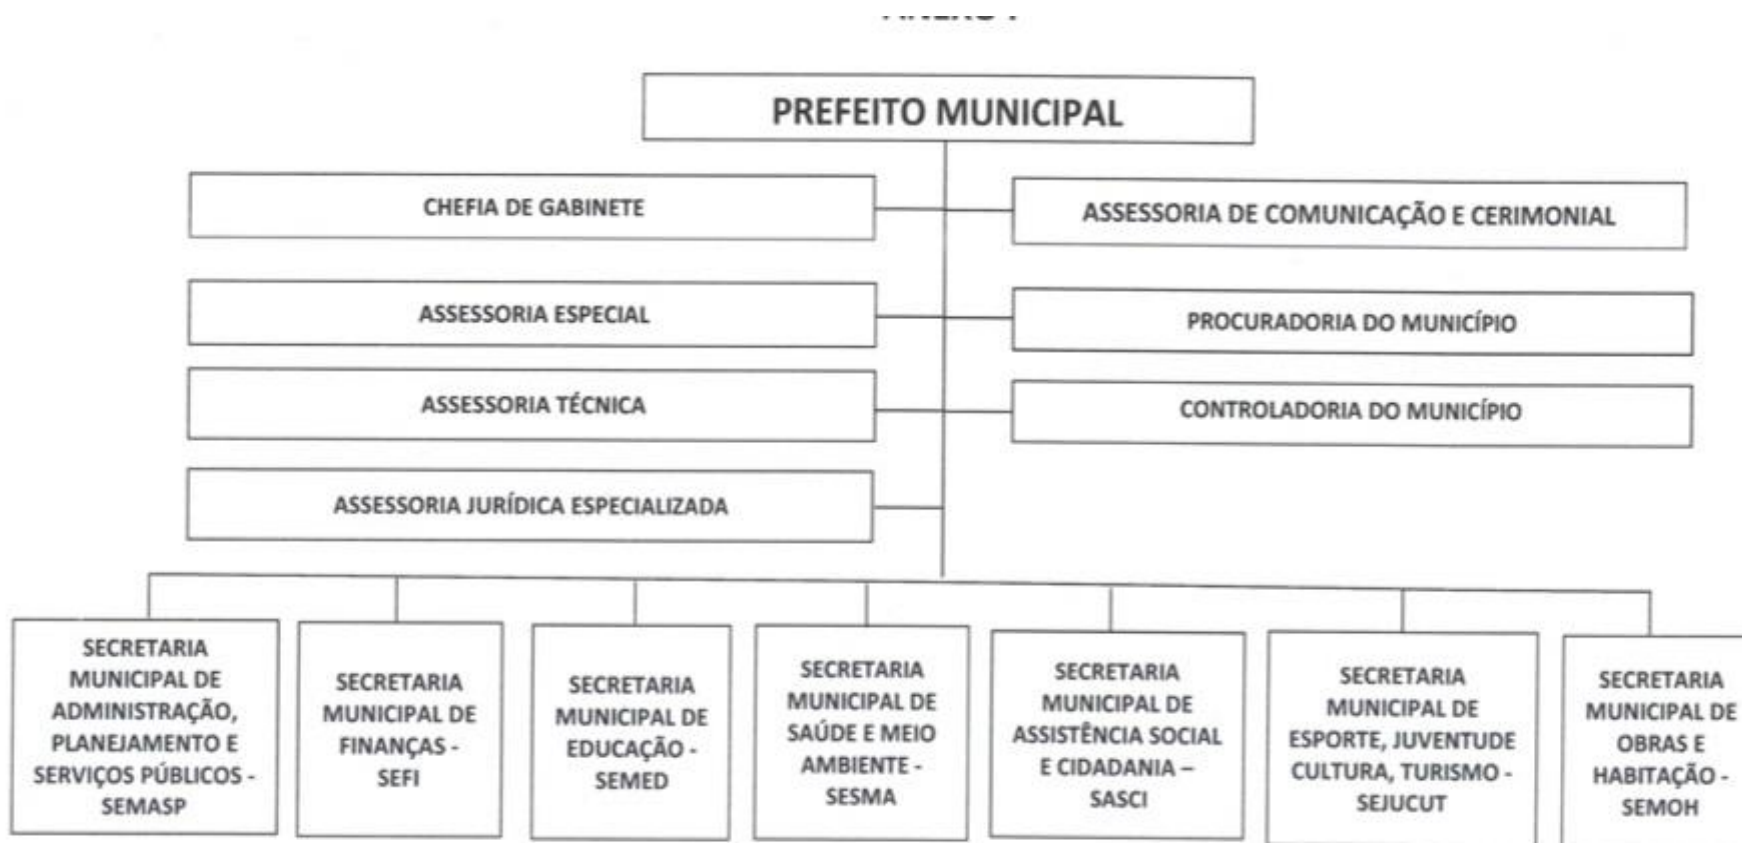 PREFEITO MUNICIPAL
CHEFIA DE GABINETE
ASSESSORIA DE COMUNICAÇÃO E CERIMONIAL
ASSESSORIA ESPECIAL
PROCURADORIA DO MUNICÍPIO
ASSESSORIA TÉCNICA
CONTROLADORIA DO MUNICÍPIO
ASSESSORIA JURÍDICA ESPECIALIZADA
SECRETARIA
MUNICIPAL DE
ADMINISTRAÇÃO,
PLANEJAMENTO E
SERVIÇOS PÚBLICOS -
SEMASP
SECRETARIA
MUNICIPAL DE
FINANÇAS -
SEFI
SECRETARIA
MUNICIPAL DE
EDUCAÇÃO -
SEMED
SECRETARIA
MUNICIPAL DE
SAÚDE E MEIO
AMBIENTE -
SESMA
SECRETARIA
MUNICIPAL DE
ASSISTÊNCIA SOCIAL
E CIDADANIA –
SASCI
SECRETARIA
MUNICIPAL DE
ESPORTE, JUVENTUDE
CULTURA, TURISMO -
SEJUCUT
SECRETARIA
MUNICIPAL DE
OBRAS E
HABITAÇÃO -
SEMOH